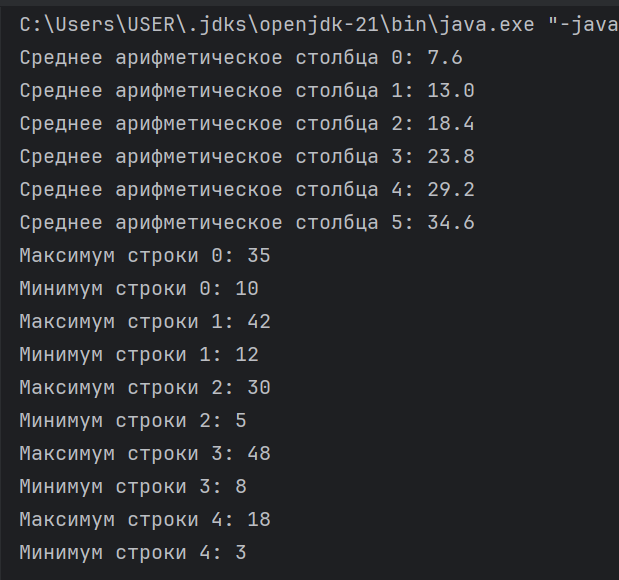 C:\Users\USER\.jdks\openjdk-21\bin\java.exe "-java
Среднее арифметическое столбца 0: 7.6
Среднее арифметическое столбца 1: 13.0
Среднее арифметическое столбца 2: 18.4
Среднее арифметическое столбца 3: 23.8
Среднее арифметическое столбца 4: 29.2
Среднее арифметическое столбца 5: 34.6
Максимум строки 0: 35
Минимум строки 0: 10
Максимум строки 1: 42
Минимум строки 1: 12
Максимум строки 2: 30
Минимум строки 2: 5
Максимум строки 3: 48
Минимум строки 3: 8
Максимум строки 4: 18
Минимум строки 4: 3